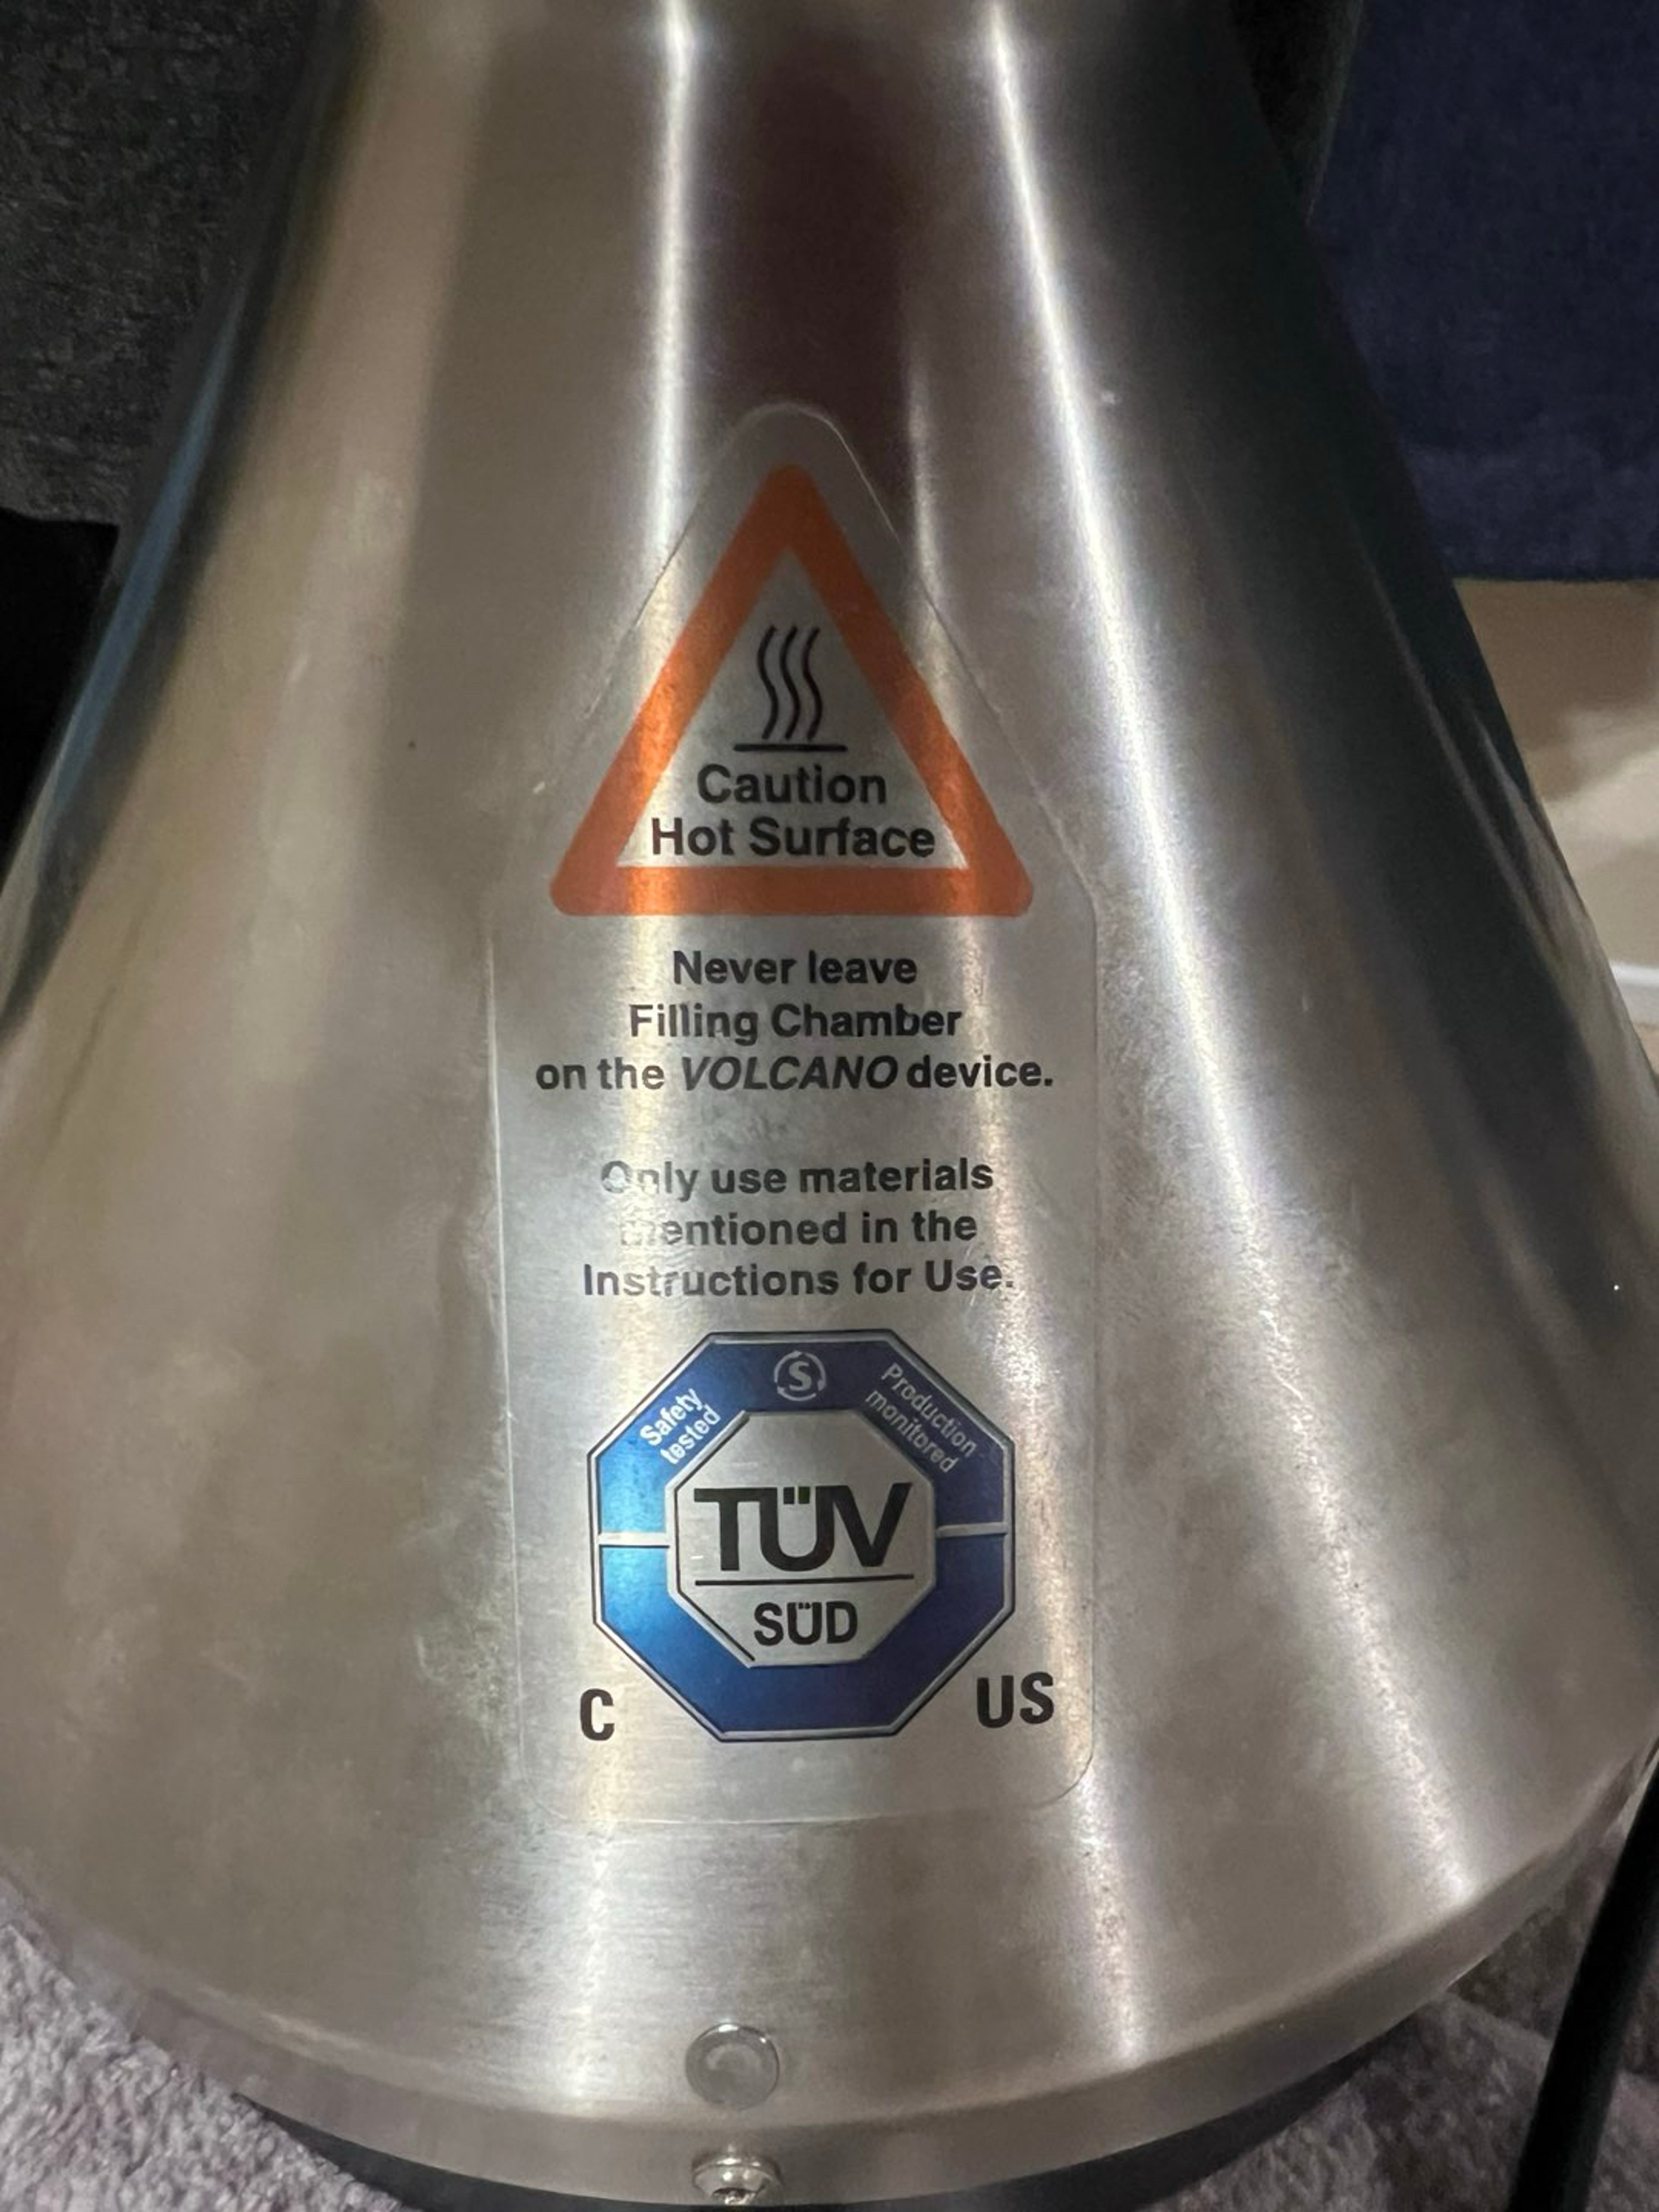 Caution
Hot Surface
Never leave
Filling Chamber
on the VOLCANO device.
Only use materials
mentioned in the
Instructions for Use.
S
Safety
tested
Production
monitored
TÜV
SÜD
C
US